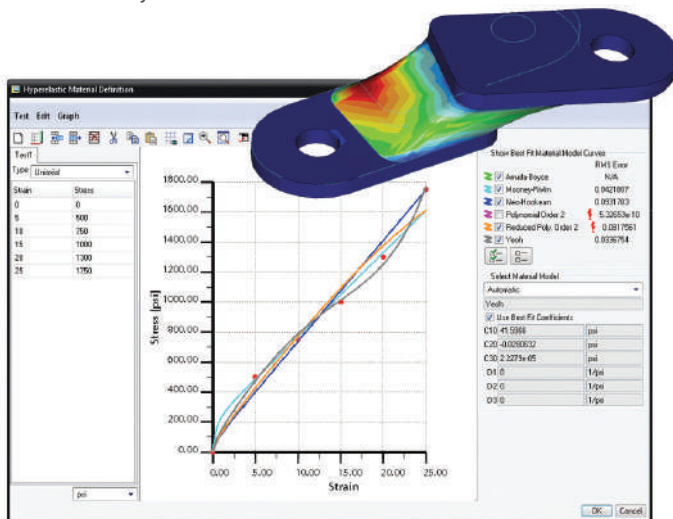 Hyperelastic Material Definition
Test Edit Graph
Test1
Type Uniaxial
Strain Stress
0 0
5 500
10 750
15 1000
20 1300
25 1750
psi
1800.00
1600.00
1400.00
1200.00
1000.00
800.00
600.00
400.00
200.00
0.00
Stress [psi]
0.00 5.00 10.00 15.00 20.00 25.00
Strain
Show Best Fit Material Model Curves
RMS Error
Arruda-Boyce N/A
Mooney-Rivlin 0.0421807
Neo-Hookean 0.0531703
Polynomial Order 2 5.32653e-10
Reduced Poly. Order 2 0.0817561
Yeoh 0.0336754
Select Material Model
Automatic
Yeoh
Use Best Fit Coefficients
C10 psi
C20 -0.0280632 psi
C30 2.2279e-05 psi
D1 0 1/psi
D2 0 1/psi
D3 0 1/psi
OK Cancel